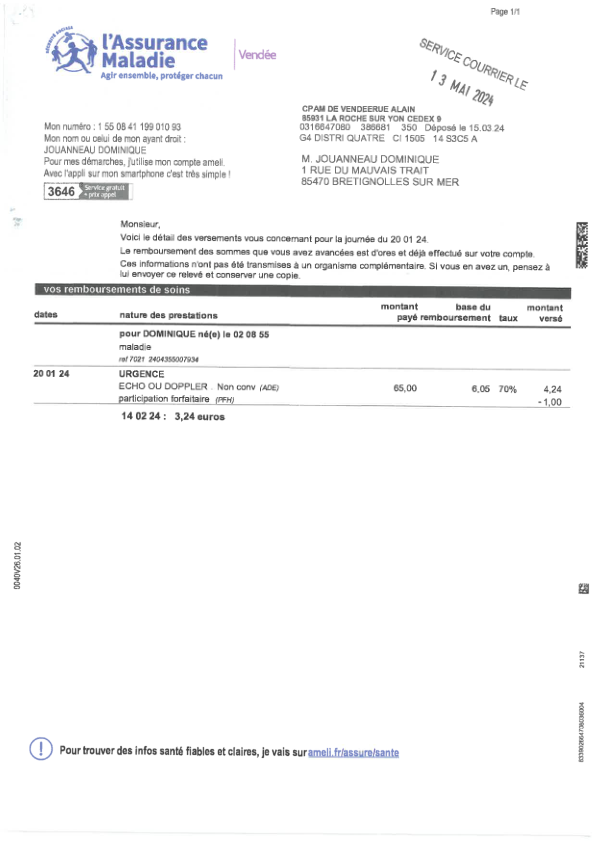 Page 1/1
l'Assurance
Maladie
Agir ensemble, protéger chacun
Vendée
SERVICE COURRIER LE
13 MAI 2024
CPAM DE VENDEERUE ALAIN
85931 LA ROCHE SUR YON CEDEX 9
0316847080 386681 350 Déposé le 15.03 24
G4 DISTRI QUATRE CI 1505 14 S3C5 A
Mon numéro : 1 55 08 41 199 010 93
Mon nom ou celui de mon ayant droit :
JOUANNEAU DOMINIQUE
Pour mes démarches, j'utilise mon compte ameli.
Avec l'appli sur mon smartphone c'est très simple !
3646 Service gratuit
+ prix appel
M. JOUANNEAU DOMINIQUE
1 RUE DU MAUVAIS TRAIT
85470 BRETIGNOLLES SUR MER
Monsieur,
Voici le détail des versements vous concernant pour la journée du 20 01 24.
Le remboursement des sommes que vous avez avancées est d'ores et déjà effectué sur votre compte.
Ces informations n'ont pas été transmises à un organisme complémentaire. Si vous en avez un, pensez à
lui envoyer ce relevé et conserver une copie.
vos remboursements de soins
dates nature des prestations montant payé base du remboursement taux montant versé
pour DOMINIQUE né(e) le 02 08 55
maladie
ref 7021 2404355007934
20 01 24 URGENCE
ECHO OU DOPPLER . Non conv (ADE) 65,00 6,05 70% 4,24
participation forfaitaire (PFH) -1,00
14 02 24 : 3,24 euros
0040V26.01.02
21137
Pour trouver des infos santé fiables et claires, je vais sur ameli.fr/assure/sante